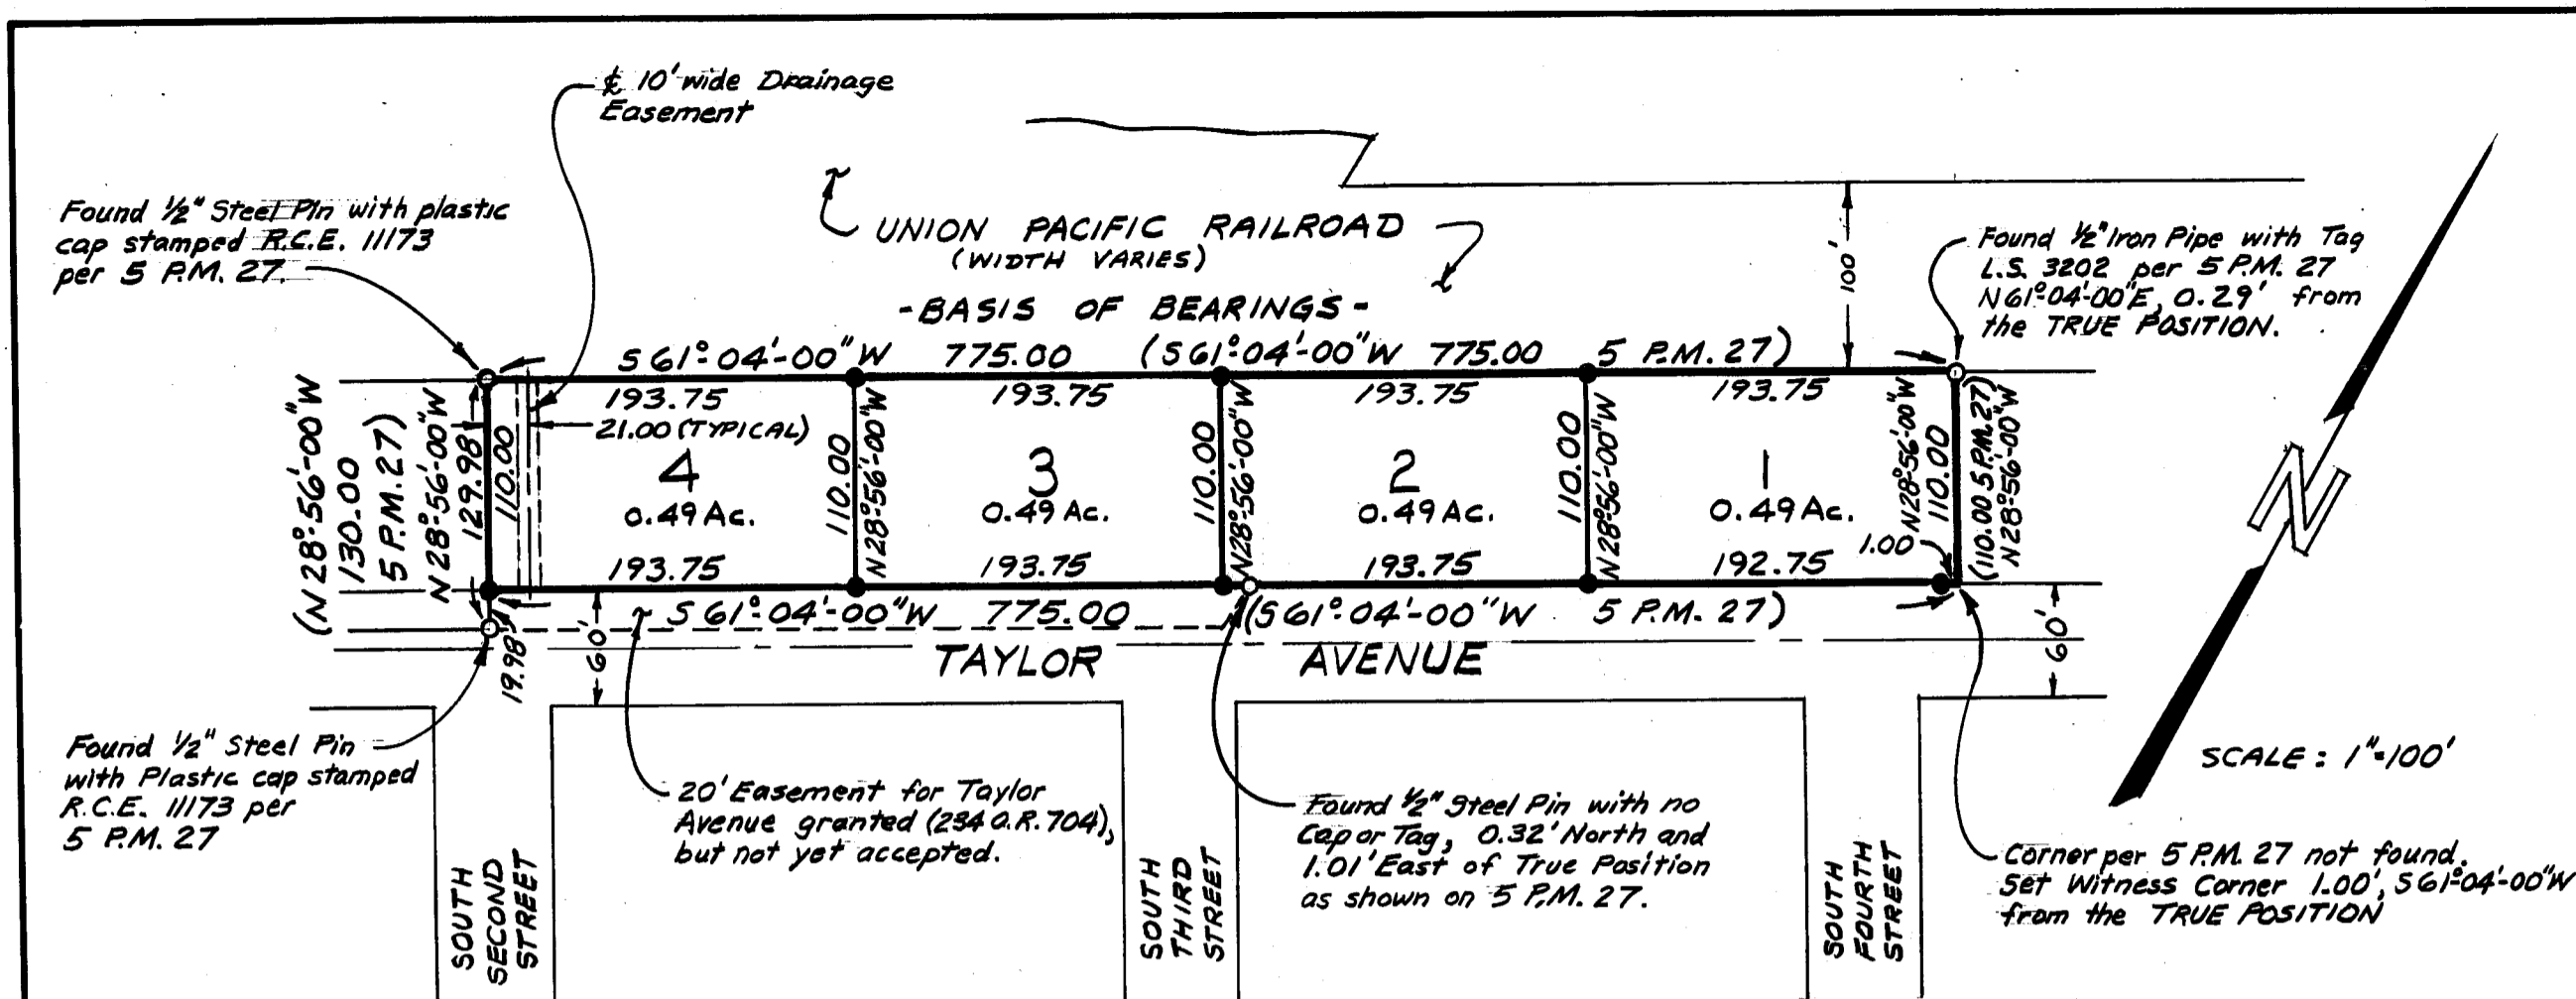 ℄ 10' wide Drainage
Easement
Found ½" Steel Pin with plastic
cap stamped R.C.E. 11173
per 5 P.M. 27.
UNION PACIFIC RAILROAD
(WIDTH VARIES)
-BASIS OF BEARINGS-
100'
Found ½" Iron Pipe with Tag
L.S. 3202 per 5 P.M. 27
N61°-04'-00"E, 0.29' from
the TRUE POSITION.
S61°-04'-00"W 775.00 (S61°-04'-00"W 775.00 5 P.M. 27)
193.75 193.75 193.75 193.75
21.00 (TYPICAL)
(N28°-56'-00"W
130.00
5 P.M. 27)
N28°-56'-00"W
129.98
110.00
4
0.49 Ac.
110.00
N28°-56'-00"W
3
0.49 Ac.
110.00
N28°-56'-00"W
2
0.49 Ac.
110.00
N28°-56'-00"W
1
0.49 Ac.
N28°-56'-00"W
110.00
(110.00 5 P.M. 27)
N28°-56'-00"W
1.00
193.75 193.75 193.75 192.75
S61°-04'-00"W 775.00 (S61°-04'-00"W 5 P.M. 27)
19.98
60'
TAYLOR AVENUE
60'
N
SCALE : 1"=100'
Found ½" Steel Pin
with Plastic cap stamped
R.C.E. 11173 per
5 P.M. 27
20' Easement for Taylor
Avenue granted (234 O.R. 704),
but not yet accepted.
Found ½" Steel Pin with no
Cap or Tag, 0.32' North and
1.01' East of True Position
as shown on 5 P.M. 27.
Corner per 5 P.M. 27 not found.
Set Witness Corner 1.00', S61°-04'-00"W
from the TRUE POSITION
SOUTH
SECOND
STREET
SOUTH
THIRD
STREET
SOUTH
FOURTH
STREET